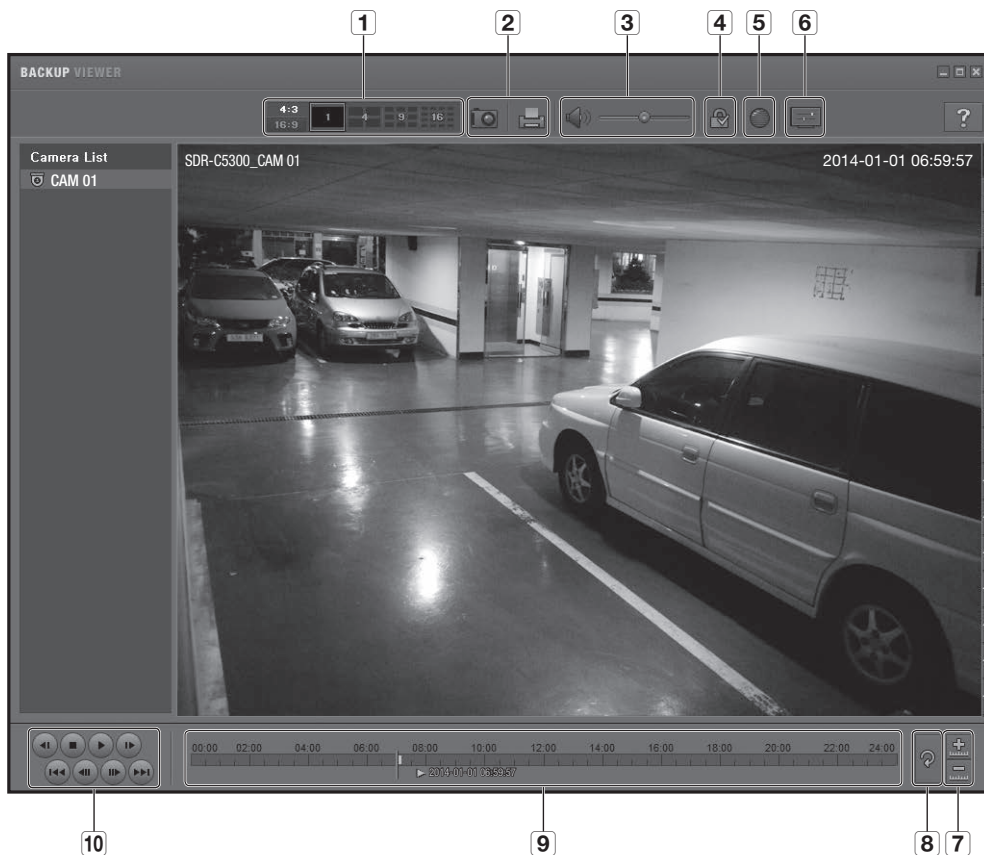 1 2 3 4 5 6
BACKUP VIEWER
4:3 1 4 9 16 ?
16:9
Camera List
CAM 01
SDR-C5300_CAM 01 2014-01-01 06:59:57
00:00 02:00 04:00 06:00 08:00 10:00 12:00 14:00 16:00 18:00 20:00 22:00 24:00
2014-01-01 06:59:57
10 9 8 7